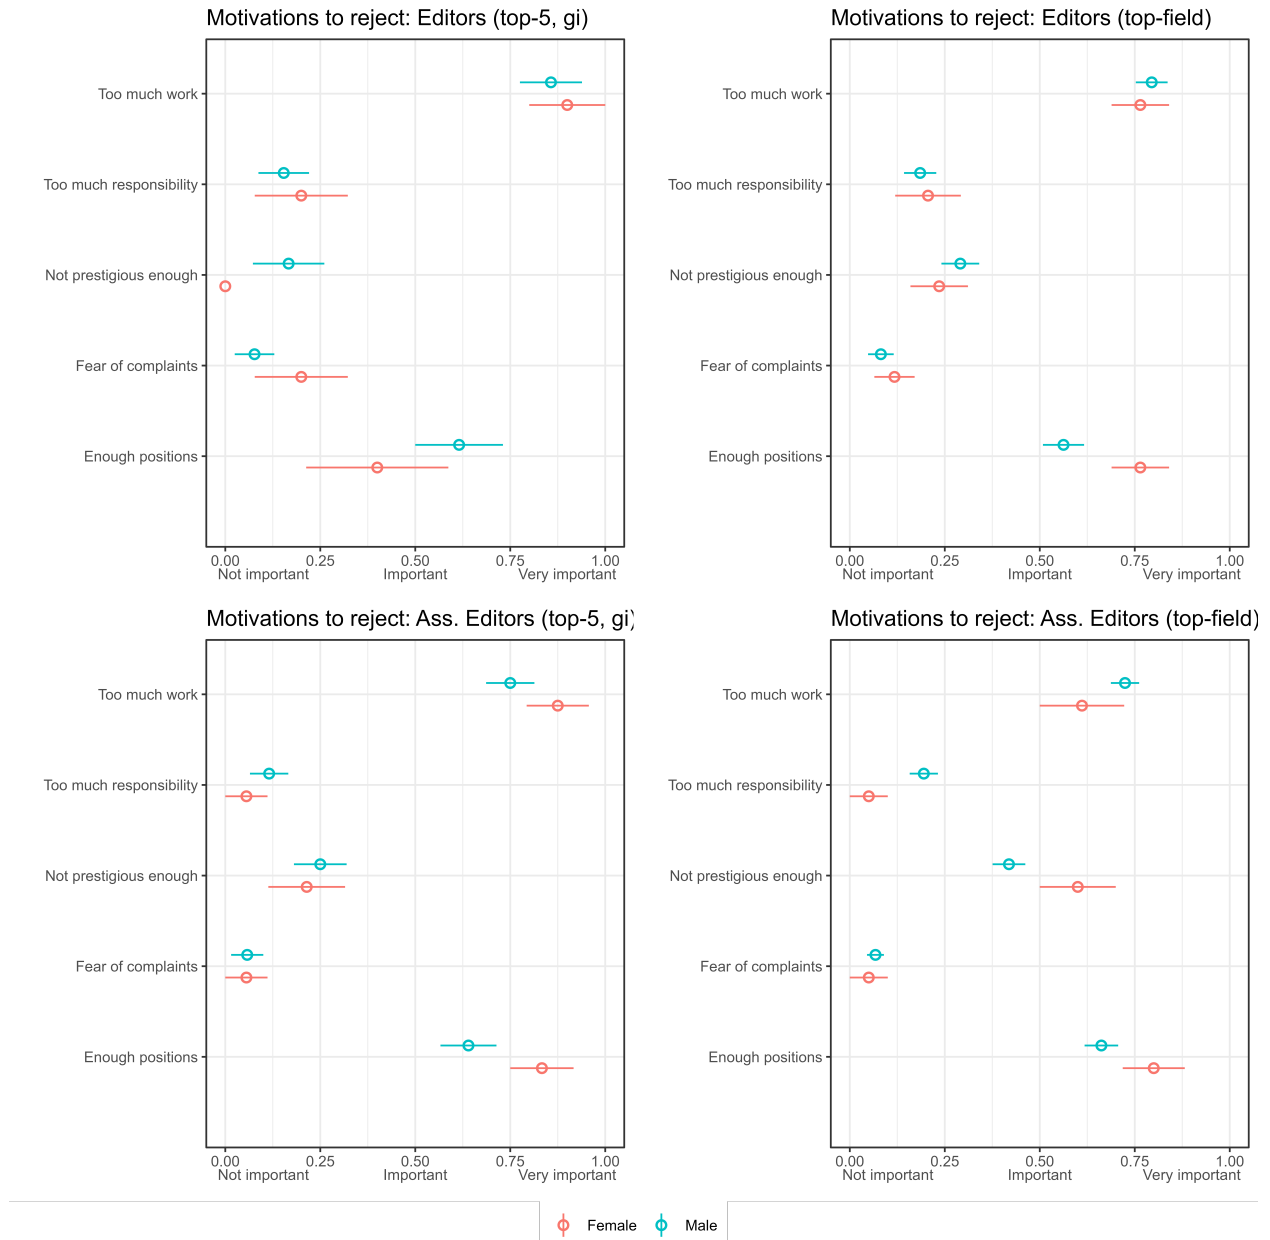 Motivations to reject: Editors (top-5, gi)
Too much work
Too much responsibility
Not prestigious enough
Fear of complaints
Enough positions
0.00 0.25 0.50 0.75 1.00
Not important Important Very important
Motivations to reject: Editors (top-field)
Too much work
Too much responsibility
Not prestigious enough
Fear of complaints
Enough positions
0.00 0.25 0.50 0.75 1.00
Not important Important Very important
Motivations to reject: Ass. Editors (top-5, gi)
Too much work
Too much responsibility
Not prestigious enough
Fear of complaints
Enough positions
0.00 0.25 0.50 0.75 1.00
Not important Important Very important
Motivations to reject: Ass. Editors (top-field)
Too much work
Too much responsibility
Not prestigious enough
Fear of complaints
Enough positions
0.00 0.25 0.50 0.75 1.00
Not important Important Very important
Female Male